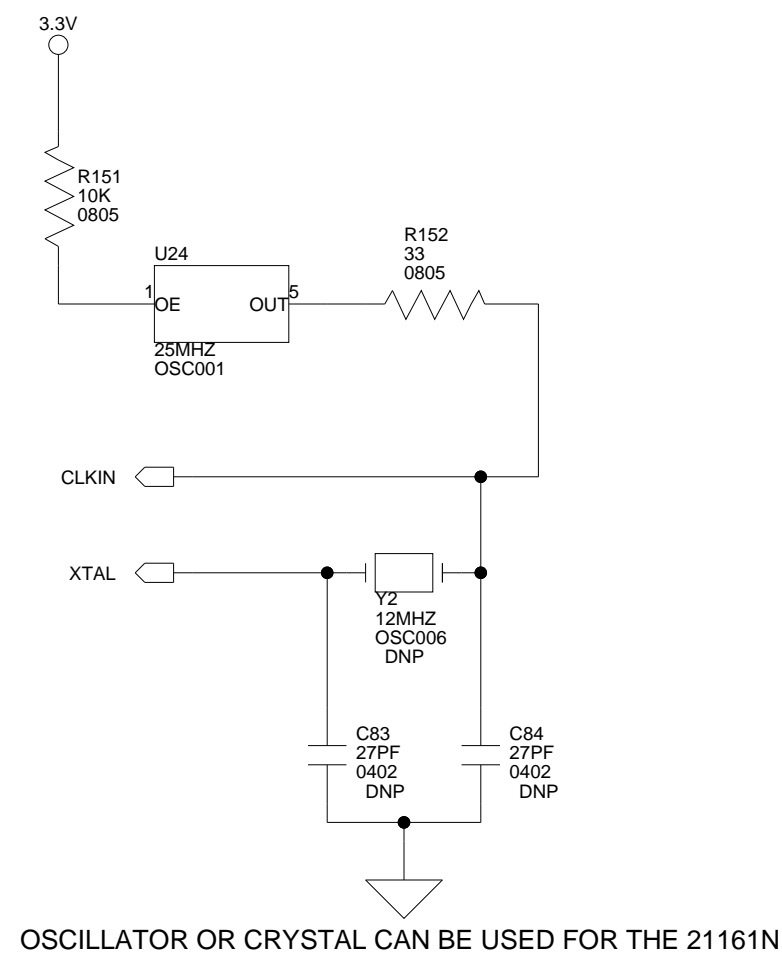 3.3V
R151
10K
0805
U24
1
OE
OUT
5
25MHZ
OSC001
R152
33
0805
CLKIN
XTAL
Y2
12MHZ
OSC006
DNP
C83
27PF
0402
DNP
C84
27PF
0402
DNP
OSCILLATOR OR CRYSTAL CAN BE USED FOR THE 21161N